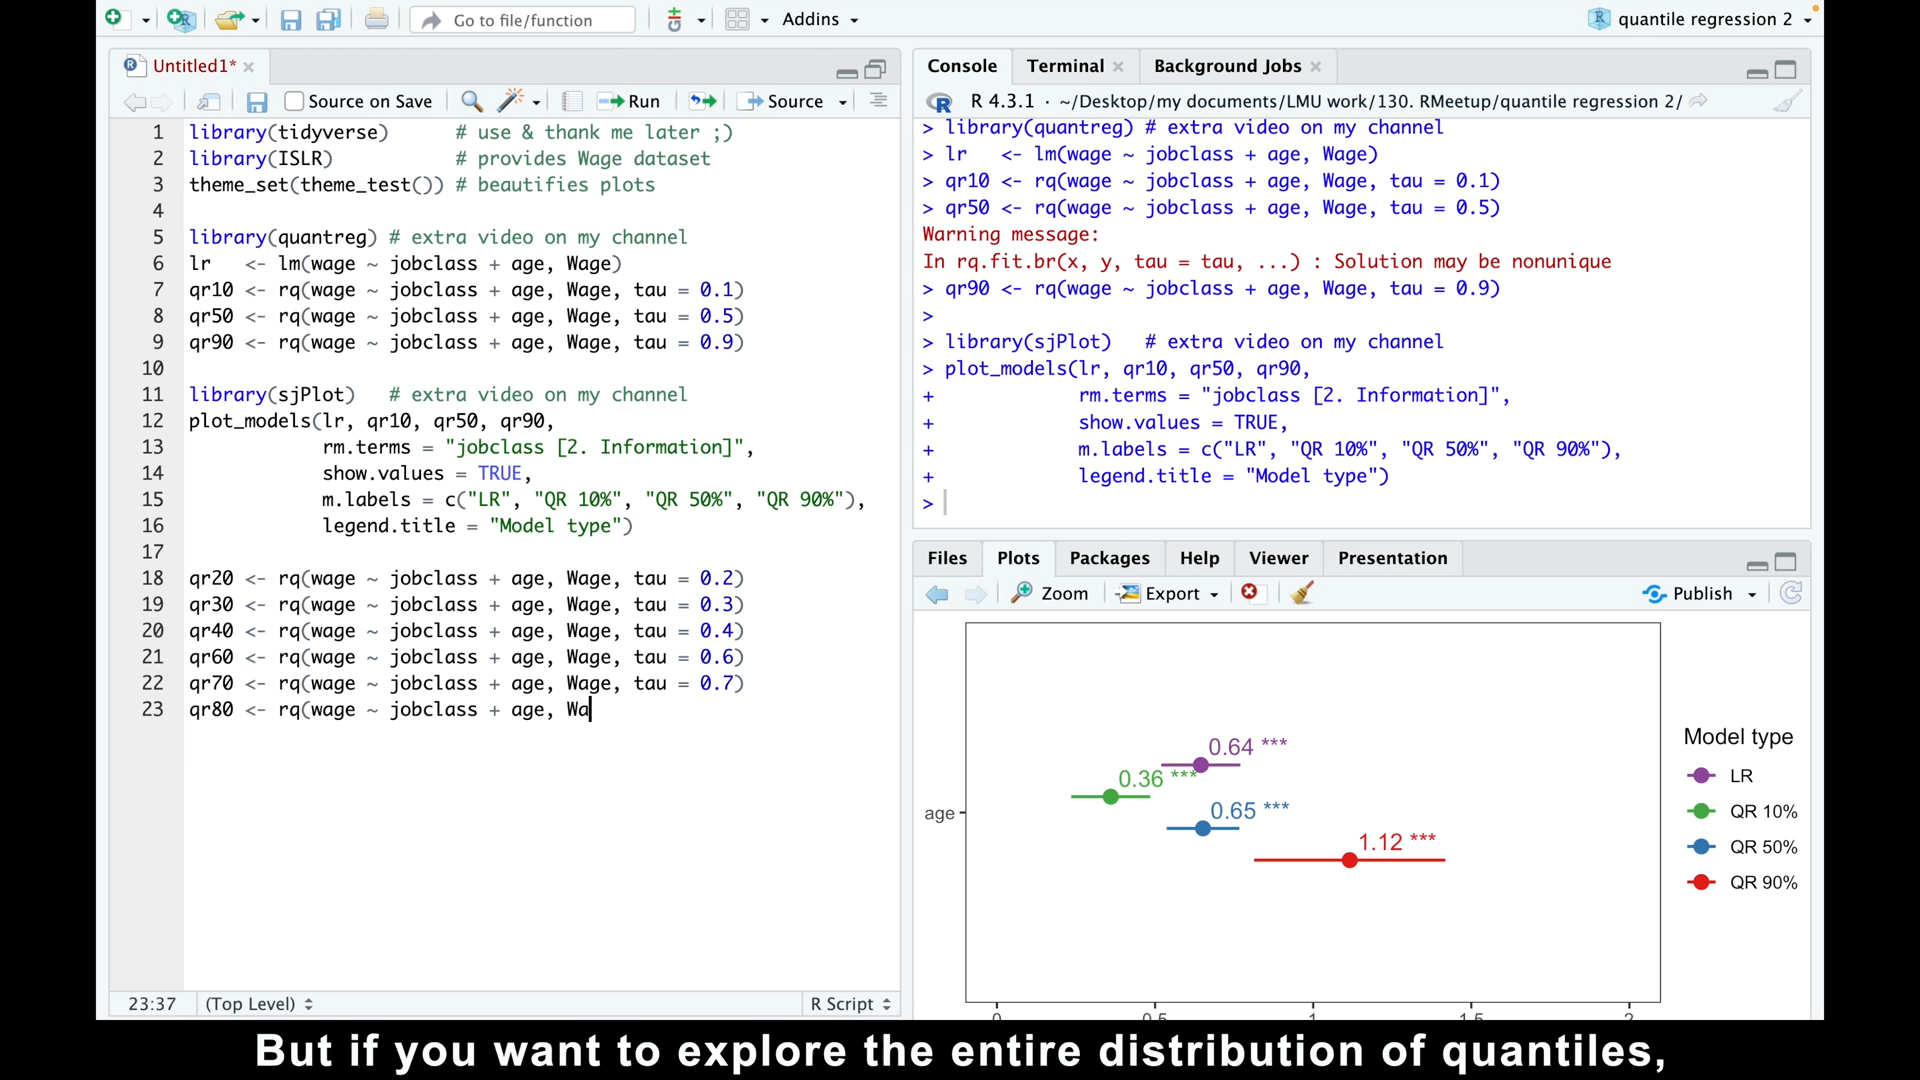 Go to file/function
Addins
quantile regression 2
Untitled1*
Source on Save
Run
Source
1 library(tidyverse) # use & thank me later ;)
2 library(ISLR) # provides Wage dataset
3 theme_set(theme_test()) # beautifies plots
4
5 library(quantreg) # extra video on my channel
6 lr <- lm(wage ~ jobclass + age, Wage)
7 qr10 <- rq(wage ~ jobclass + age, Wage, tau = 0.1)
8 qr50 <- rq(wage ~ jobclass + age, Wage, tau = 0.5)
9 qr90 <- rq(wage ~ jobclass + age, Wage, tau = 0.9)
10
11 library(sjPlot) # extra video on my channel
12 plot_models(lr, qr10, qr50, qr90,
13 rm.terms = "jobclass [2. Information]",
14 show.values = TRUE,
15 m.labels = c("LR", "QR 10%", "QR 50%", "QR 90%"),
16 legend.title = "Model type")
17
18 qr20 <- rq(wage ~ jobclass + age, Wage, tau = 0.2)
19 qr30 <- rq(wage ~ jobclass + age, Wage, tau = 0.3)
20 qr40 <- rq(wage ~ jobclass + age, Wage, tau = 0.4)
21 qr60 <- rq(wage ~ jobclass + age, Wage, tau = 0.6)
22 qr70 <- rq(wage ~ jobclass + age, Wage, tau = 0.7)
23 qr80 <- rq(wage ~ jobclass + age, Wa
23:37 (Top Level) R Script
Console Terminal Background Jobs
R 4.3.1 · ~/Desktop/my documents/LMU work/130. RMeetup/quantile regression 2/
> library(quantreg) # extra video on my channel
> lr <- lm(wage ~ jobclass + age, Wage)
> qr10 <- rq(wage ~ jobclass + age, Wage, tau = 0.1)
> qr50 <- rq(wage ~ jobclass + age, Wage, tau = 0.5)
Warning message:
In rq.fit.br(x, y, tau = tau, ...) : Solution may be nonunique
> qr90 <- rq(wage ~ jobclass + age, Wage, tau = 0.9)
>
> library(sjPlot) # extra video on my channel
> plot_models(lr, qr10, qr50, qr90,
+ rm.terms = "jobclass [2. Information]",
+ show.values = TRUE,
+ m.labels = c("LR", "QR 10%", "QR 50%", "QR 90%"),
+ legend.title = "Model type")
>
Files Plots Packages Help Viewer Presentation
Zoom Export Publish
0.64 ***
0.36 ***
0.65 ***
1.12 ***
age
0 0.5 1 1.5 2
Model type
LR
QR 10%
QR 50%
QR 90%
But if you want to explore the entire distribution of quantiles,